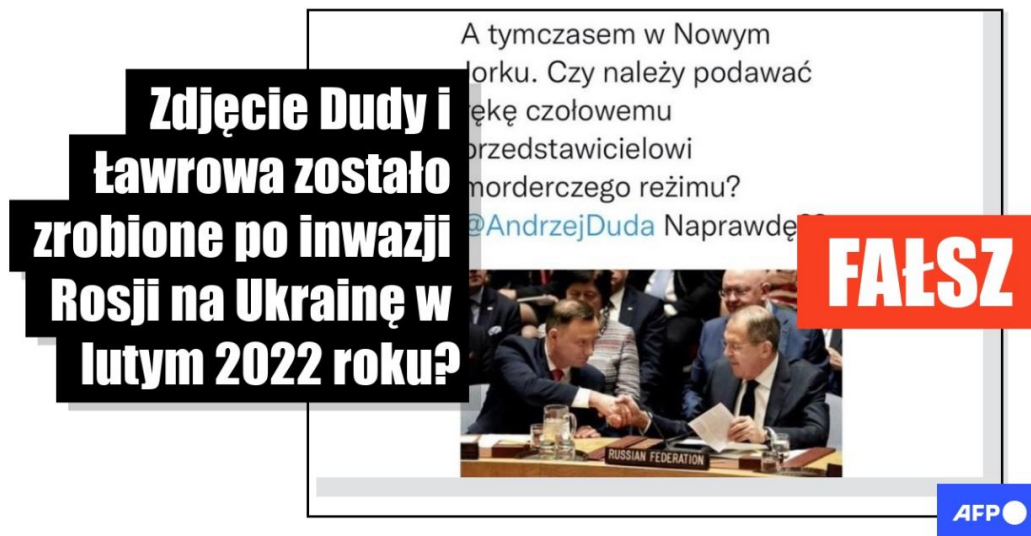 Zdjęcie Dudy i
Ławrowa zostało
zrobione po inwazji
Rosji na Ukrainę w
lutym 2022 roku?
A tymczasem w Nowym
Jorku. Czy należy podawać
rękę czołowemu
przedstawicielowi
morderczego reżimu?
@AndrzejDuda Naprawdę
FAŁSZ
RUSSIAN FEDERATION
AFP